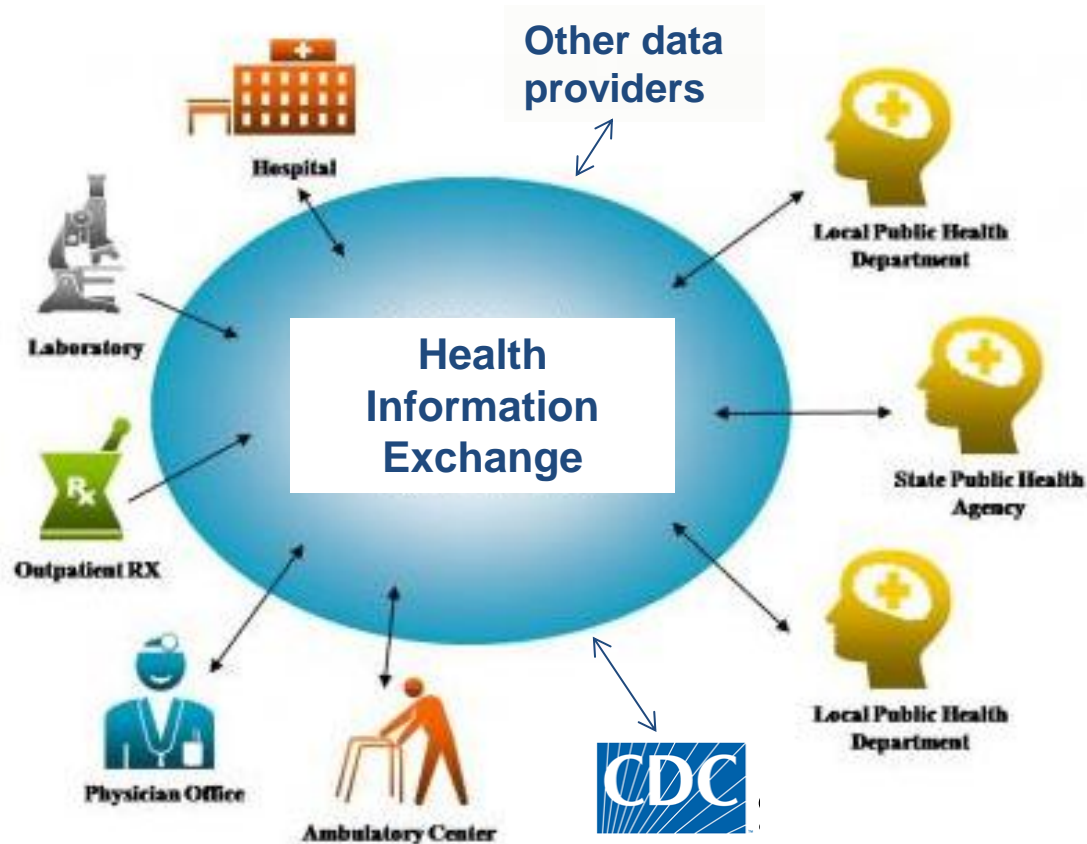 Other data
providers
Hospital
Local Public Health
Department
Laboratory
Health
Information
Exchange
State Public Health
Agency
Rx
Outpatient RX
Local Public Health
Department
Physician Office
CDC
Ambulatory Center